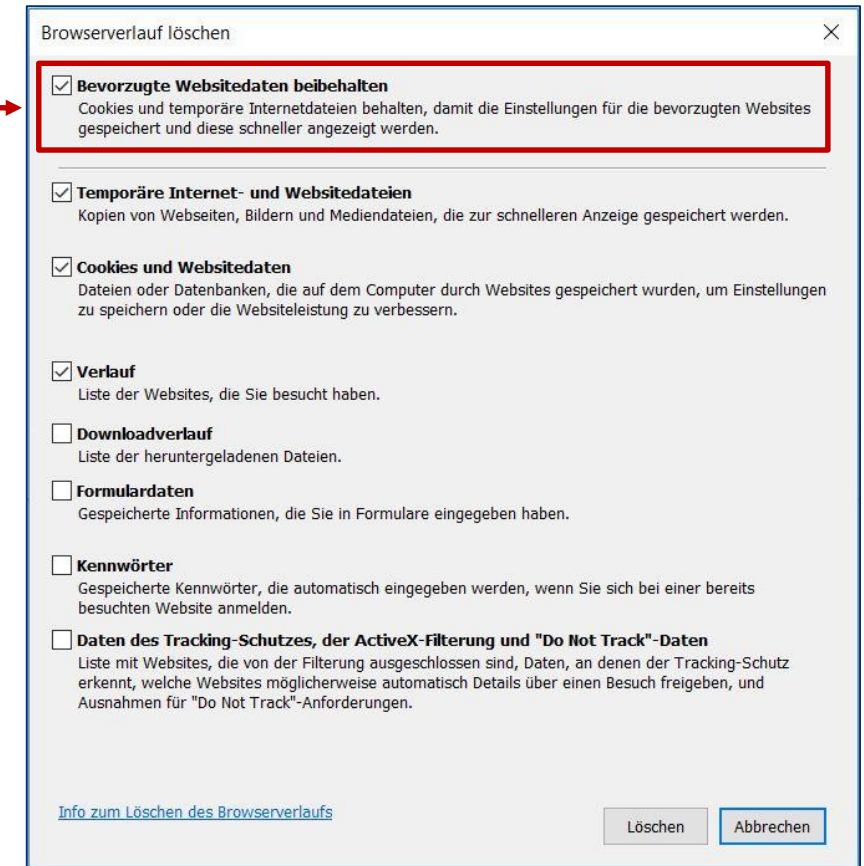 Browserverlauf löschen
Bevorzugte Websitedaten beibehalten
Cookies und temporäre Internetdateien behalten, damit die Einstellungen für die bevorzugten Websites
gespeichert und diese schneller angezeigt werden.
Temporäre Internet- und Websitedateien
Kopien von Webseiten, Bildern und Mediendateien, die zur schnelleren Anzeige gespeichert werden.
Cookies und Websitedaten
Dateien oder Datenbanken, die auf dem Computer durch Websites gespeichert wurden, um Einstellungen
zu speichern oder die Websiteleistung zu verbessern.
Verlauf
Liste der Websites, die Sie besucht haben.
Downloadverlauf
Liste der heruntergeladenen Dateien.
Formulardaten
Gespeicherte Informationen, die Sie in Formulare eingegeben haben.
Kennwörter
Gespeicherte Kennwörter, die automatisch eingegeben werden, wenn Sie sich bei einer bereits
besuchten Website anmelden.
Daten des Tracking-Schutzes, der ActiveX-Filterung und "Do Not Track"-Daten
Liste mit Websites, die von der Filterung ausgeschlossen sind, Daten, an denen der Tracking-Schutz
erkennt, welche Websites möglicherweise automatisch Details über einen Besuch freigeben, und
Ausnahmen für "Do Not Track"-Anforderungen.
Info zum Löschen des Browserverlaufs
Löschen Abbrechen